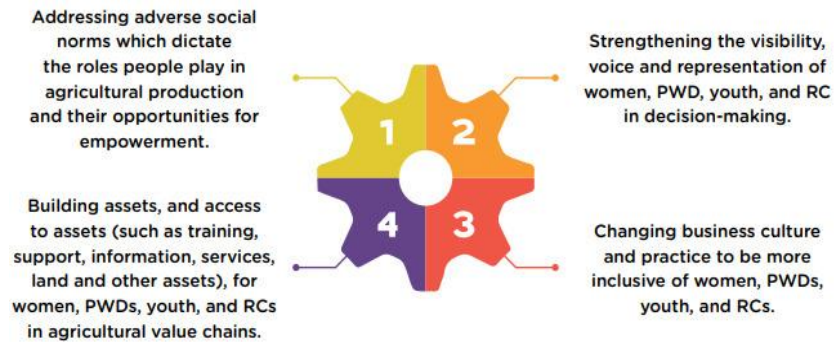 Addressing adverse social
norms which dictate
the roles people play in
agricultural production
and their opportunities for
empowerment.
1
2
Strengthening the visibility,
voice and representation of
women, PWD, youth, and RC
in decision-making.
Building assets, and access
to assets (such as training,
support, information, services,
land and other assets), for
women, PWDs, youth, and RCs
in agricultural value chains.
4
3
Changing business culture
and practice to be more
inclusive of women, PWDs,
youth, and RCs.